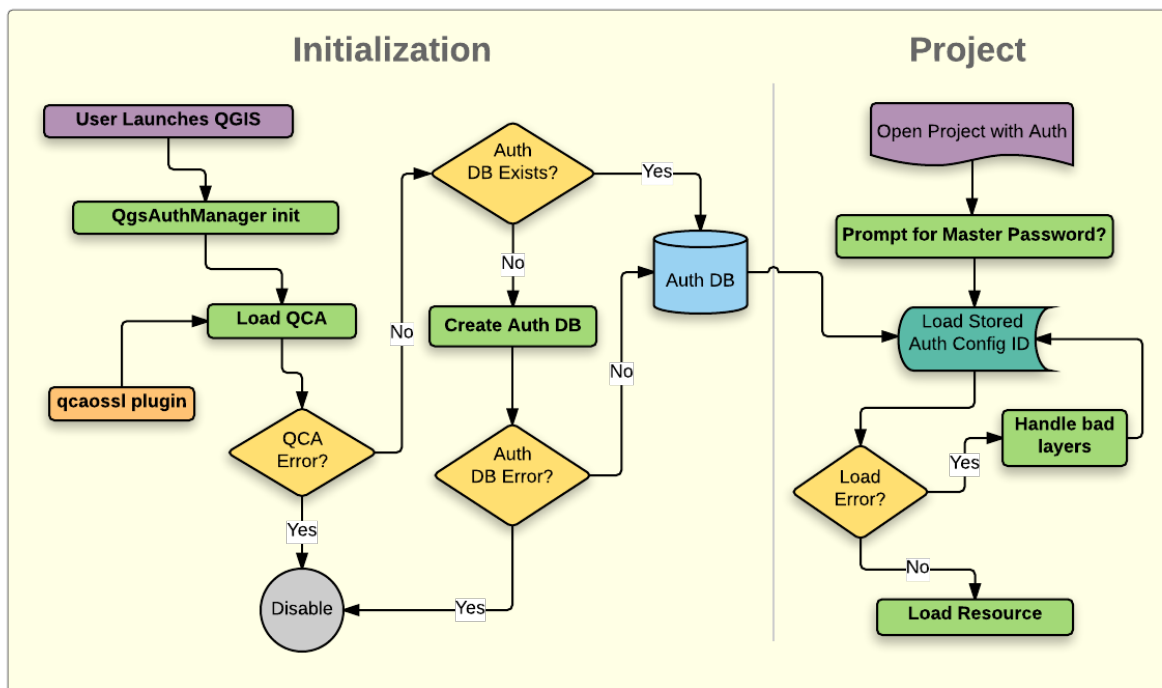 Initialization
User Launches QGIS
QgsAuthManager init
Load QCA
qcaossl plugin
QCA
Error?
Yes
Disable
No
Auth
DB Exists?
Yes
No
Create Auth DB
Auth
DB Error?
Yes
No
Auth DB
Project
Open Project with Auth
Prompt for Master Password?
Load Stored
Auth Config ID
Load
Error?
Yes
Handle bad
layers
No
Load Resource